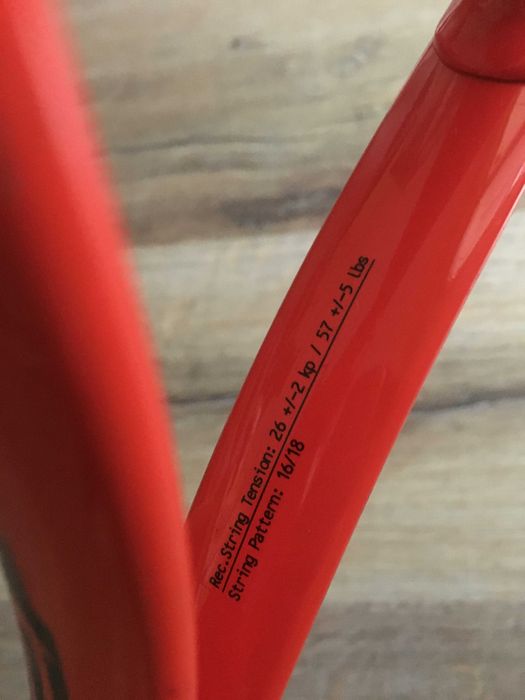 Rec.String Tension: 26 +/-2 kp / 57 +/-5 lbs
String Pattern: 16/18